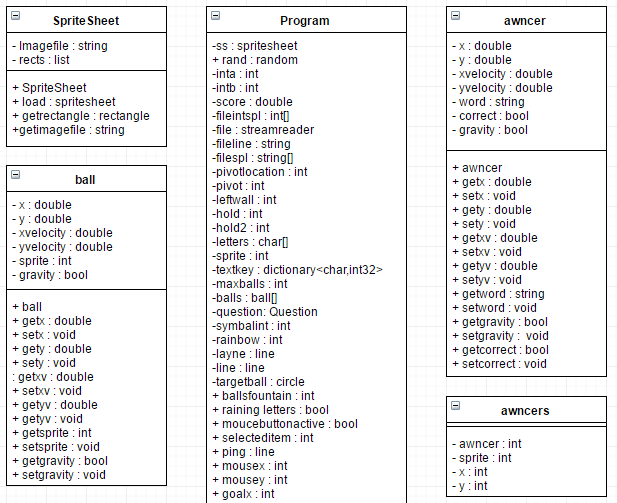 SpriteSheet
- Imagefile : string
- rects : list
+ SpriteSheet
+ load : spritesheet
+ getrectangle : rectangle
+getimagefile : string
ball
- x : double
- y : double
- xvelocity : double
- yvelocity : double
- sprite : int
- gravity : bool
+ ball
+ getx : double
+ setx : void
+ gety : double
+ sety : void
: getxv : double
+ setxv : void
+ getyv : double
+ getyv : void
+ getsprite : int
+ setsprite : void
+ getgravity : bool
+ setgravity : void
Program
-ss : spritesheet
+ rand : random
-inta : int
-intb : int
-score : double
-fileintspl : int[]
-file : streamreader
-fileline : string
-filespl : string[]
-pivotlocation : int
-pivot : int
-leftwall : int
-hold : int
-hold2 : int
-letters : char[]
-sprite : int
-textkey : dictionary<char,int32>
-maxballs : int
-balls : ball[]
-question: Question
-symbalint : int
-rainbow : int
-layne : line
-line : line
-targetball : circle
+ ballsfountain : int
+ raining letters : bool
+ moucebuttonactive : bool
+ selecteditem : int
+ ping : line
+ mousex : int
+ mousey : int
+ goalx : int
awncer
- x : double
- y : double
- xvelocity : double
- yvelocity : double
- word : string
- correct : bool
- gravity : bool
+ awncer
+ getx : double
+ setx : void
+ gety : double
+ sety : void
+ getxv : double
+ setxv : void
+ getyv : double
+ setyv : void
+ getword : string
+ setword : void
+ getgravity : bool
+ setgravity : void
+ getcorrect : bool
+ setcorrect : void
awncers
- awncer : int
- sprite : int
- x : int
- y : int